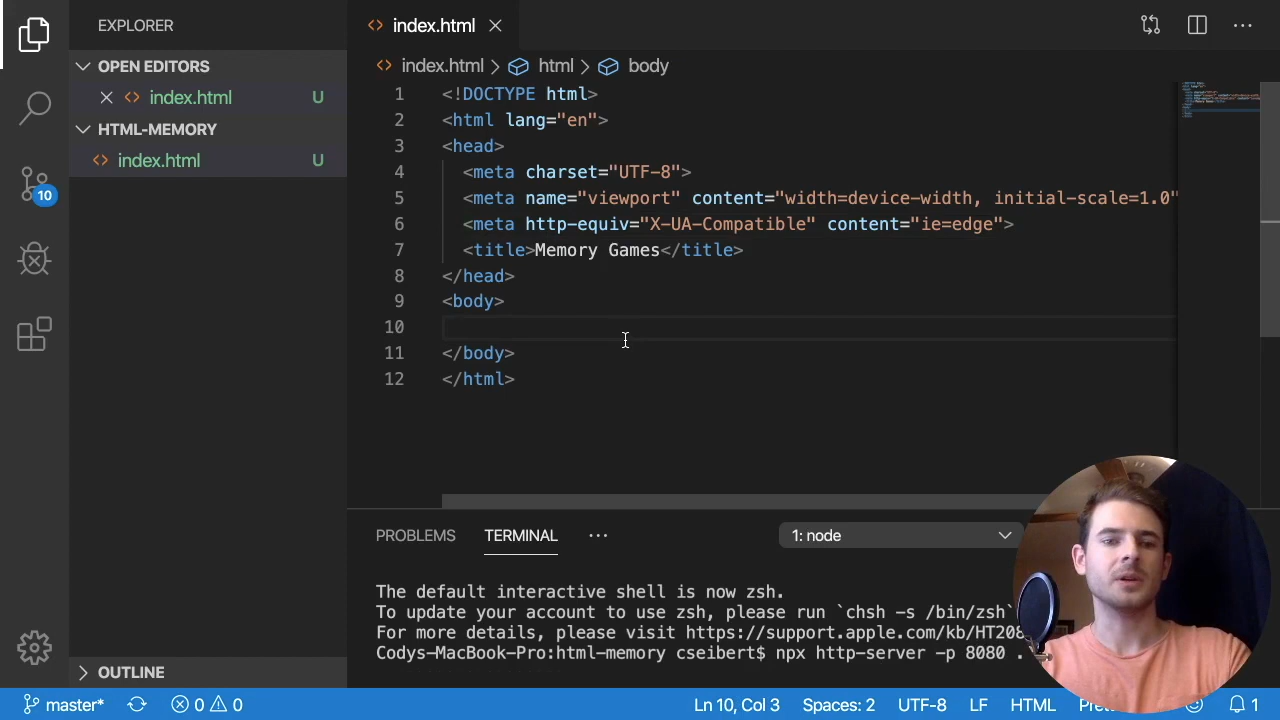 EXPLORER
OPEN EDITORS
index.html U
HTML-MEMORY
index.html U
10
OUTLINE
index.html
index.html > html > body
1 <!DOCTYPE html>
2 <html lang="en">
3 <head>
4 <meta charset="UTF-8">
5 <meta name="viewport" content="width=device-width, initial-scale=1.0"
6 <meta http-equiv="X-UA-Compatible" content="ie=edge">
7 <title>Memory Games</title>
8 </head>
9 <body>
10
11 </body>
12 </html>
PROBLEMS TERMINAL ··· 1: node
The default interactive shell is now zsh.
To update your account to use zsh, please run `chsh -s /bin/zsh`
For more details, please visit https://support.apple.com/kb/HT208
Codys-MacBook-Pro:html-memory cseibert$ npx http-server -p 8080 .
master* 0 0 Ln 10, Col 3 Spaces: 2 UTF-8 LF HTML 1